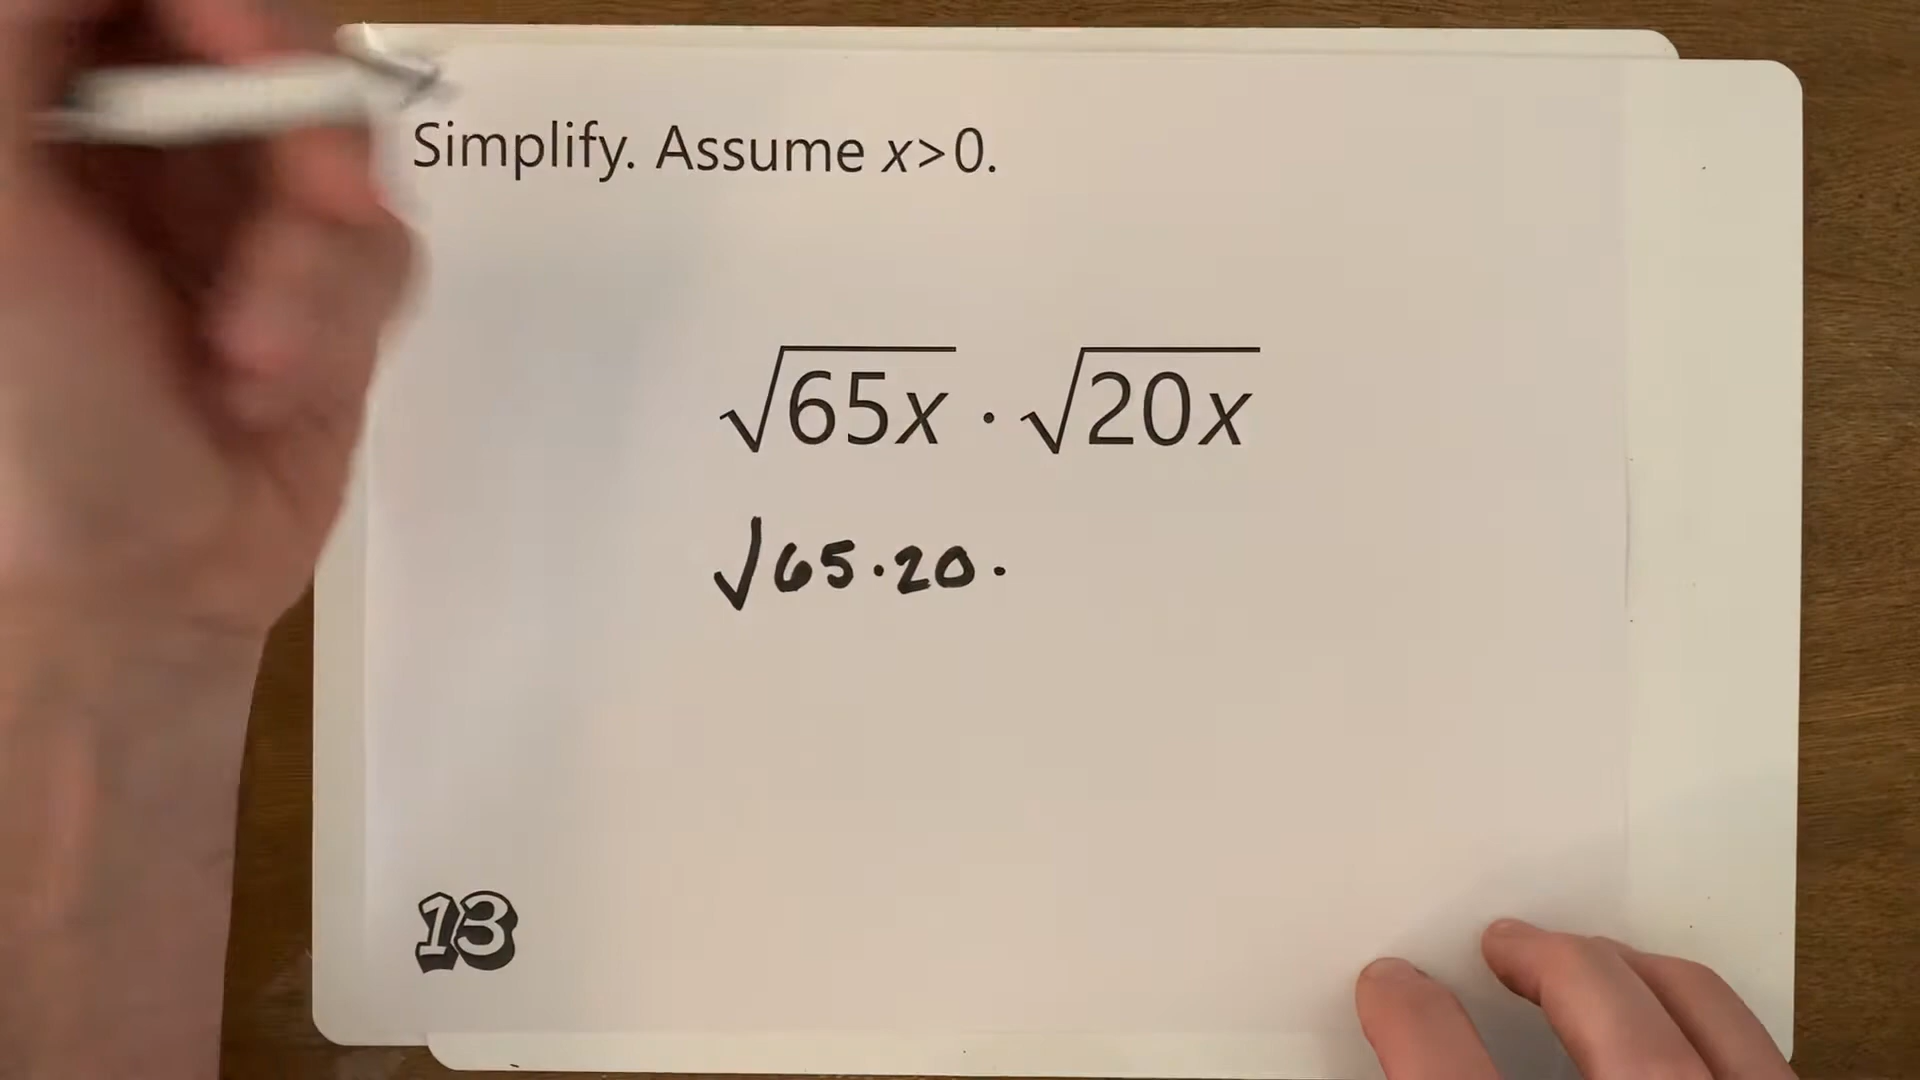 Simplify. Assume x>0.
√65x · √20x
√65·20·
13